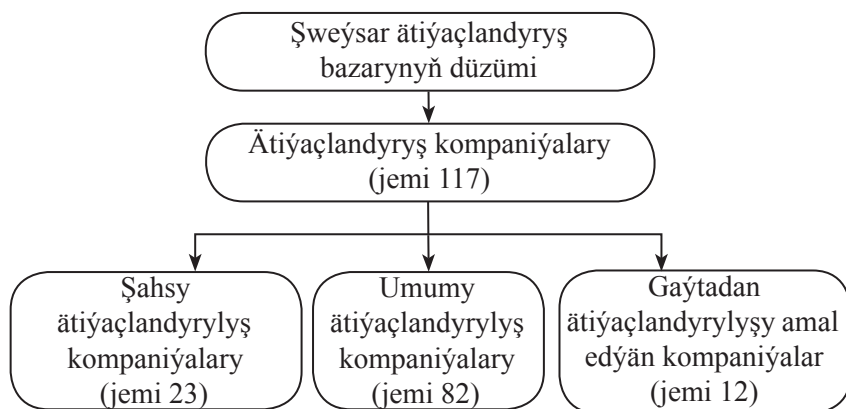 Şweýsar ätiýaçlandyryş
bazarynyň düzümi
Ätiýaçlandyryş kompaniýalary
(jemi 117)
Şahsy
ätiýaçlandyrylyş
kompaniýalary
(jemi 23)
Umumy
ätiýaçlandyrylyş
kompaniýalary
(jemi 82)
Gaýtadan
ätiýaçlandyrylyşy amal
edýän kompaniýalar
(jemi 12)